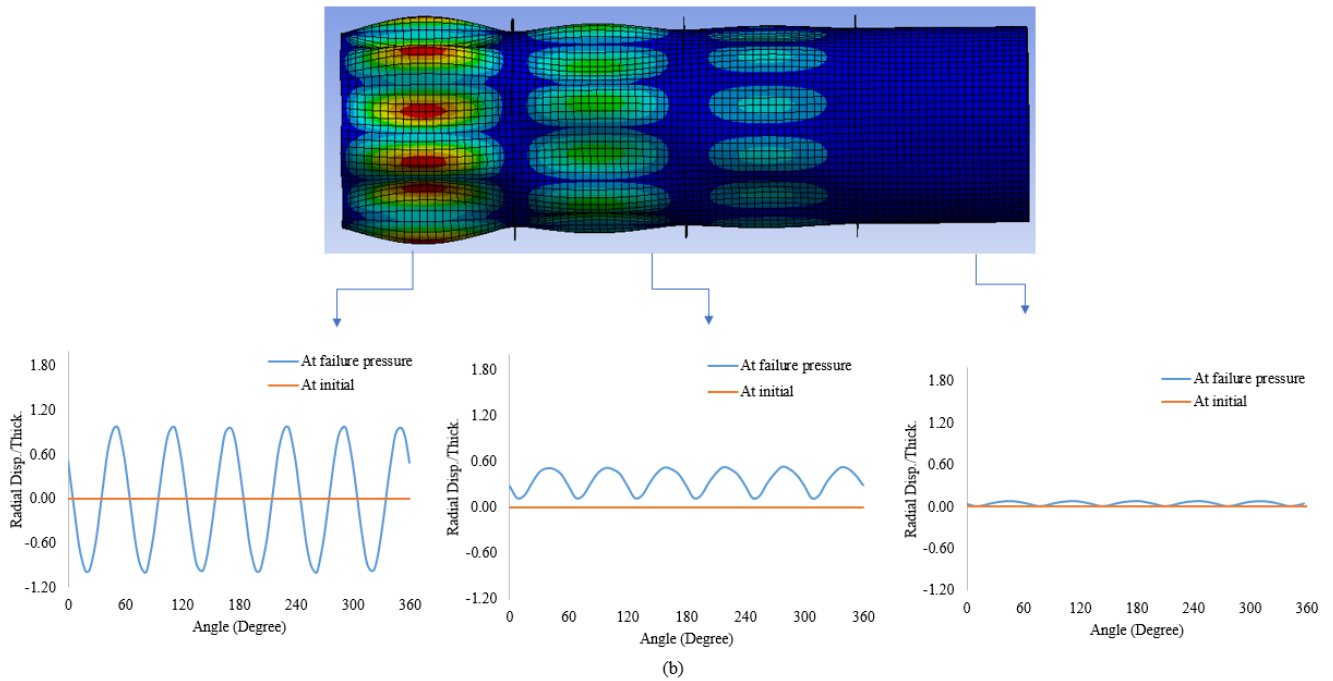 1.80
1.20
0.60
0.00
-0.60
-1.20
Radial Disp./Thick.
At failure pressure
At initial
0 60 120 180 240 300 360
Angle (Degree)
1.80
1.20
0.60
0.00
-0.60
-1.20
Radial Disp./Thick.
At failure pressure
At initial
0 60 120 180 240 300 360
Angle (Degree)
1.80
1.20
0.60
0.00
-0.60
-1.20
Radial Disp./Thick.
At failure pressure
At initial
0 60 120 180 240 300 360
Angle (Degree)
(b)